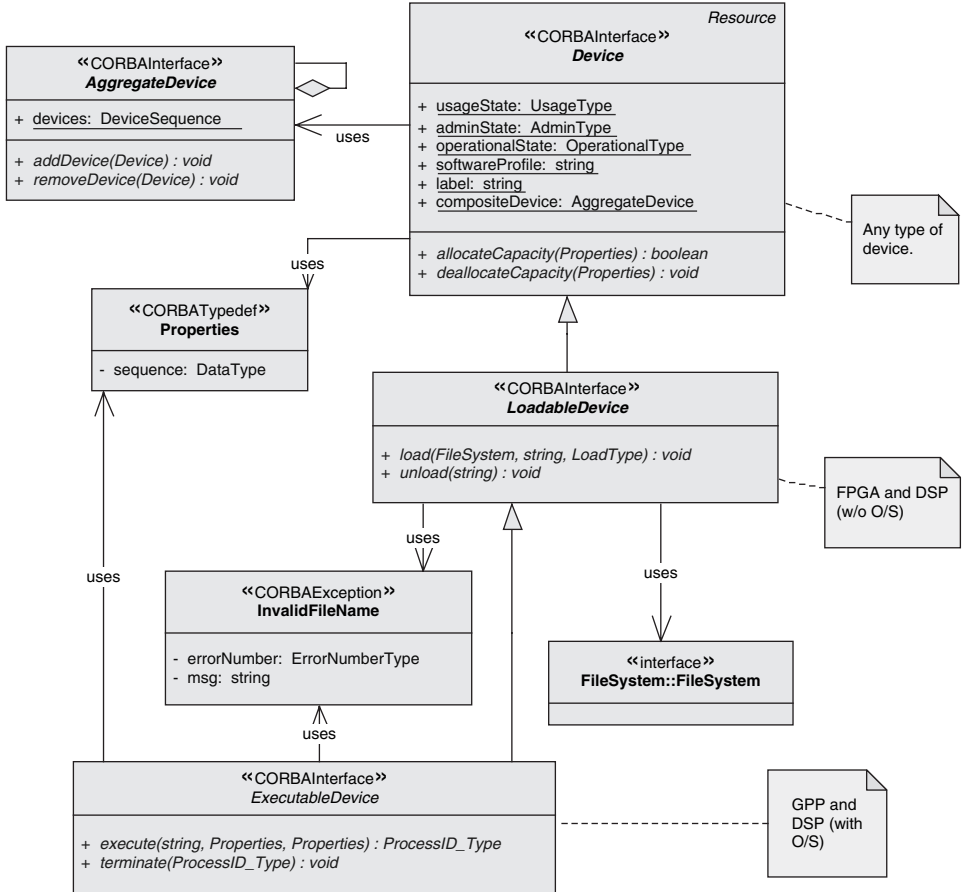 Resource
«CORBAInterface»
Device
+ usageState: UsageType
+ adminState: AdminType
+ operationalState: OperationalType
+ softwareProfile: string
+ label: string
+ compositeDevice: AggregateDevice
+ allocateCapacity(Properties) : boolean
+ deallocateCapacity(Properties) : void
«CORBAInterface»
AggregateDevice
+ devices: DeviceSequence
+ addDevice(Device) : void
+ removeDevice(Device) : void
uses
Any type of
device.
uses
«CORBATypedef»
Properties
- sequence: DataType
«CORBAInterface»
LoadableDevice
+ load(FileSystem, string, LoadType) : void
+ unload(string) : void
FPGA and DSP
(w/o O/S)
uses
uses
uses
«CORBAException»
InvalidFileName
- errorNumber: ErrorNumberType
- msg: string
«interface»
FileSystem::FileSystem
uses
«CORBAInterface»
ExecutableDevice
+ execute(string, Properties, Properties) : ProcessID_Type
+ terminate(ProcessID_Type) : void
GPP and
DSP (with
O/S)